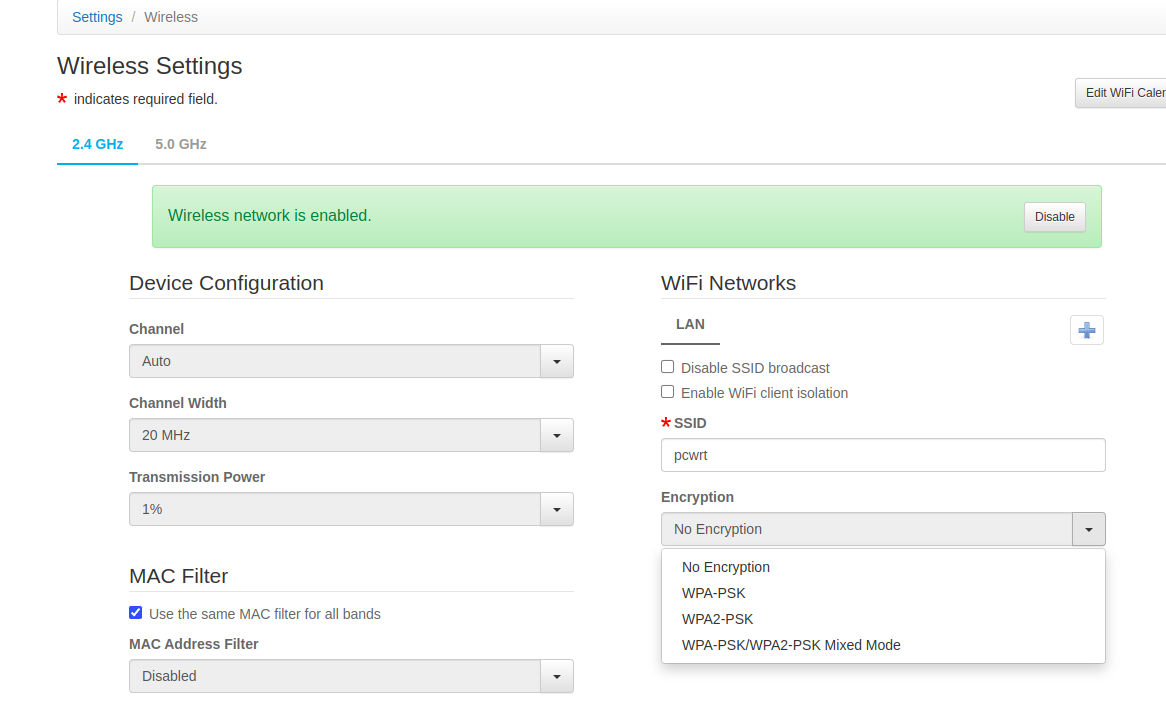 Settings / Wireless
Wireless Settings
* indicates required field.
Edit WiFi Caler
2.4 GHz 5.0 GHz
Wireless network is enabled.
Disable
Device Configuration
Channel
Auto
Channel Width
20 MHz
Transmission Power
1%
MAC Filter
Use the same MAC filter for all bands
MAC Address Filter
Disabled
WiFi Networks
LAN
Disable SSID broadcast
Enable WiFi client isolation
* SSID
pcwrt
Encryption
No Encryption
No Encryption
WPA-PSK
WPA2-PSK
WPA-PSK/WPA2-PSK Mixed Mode